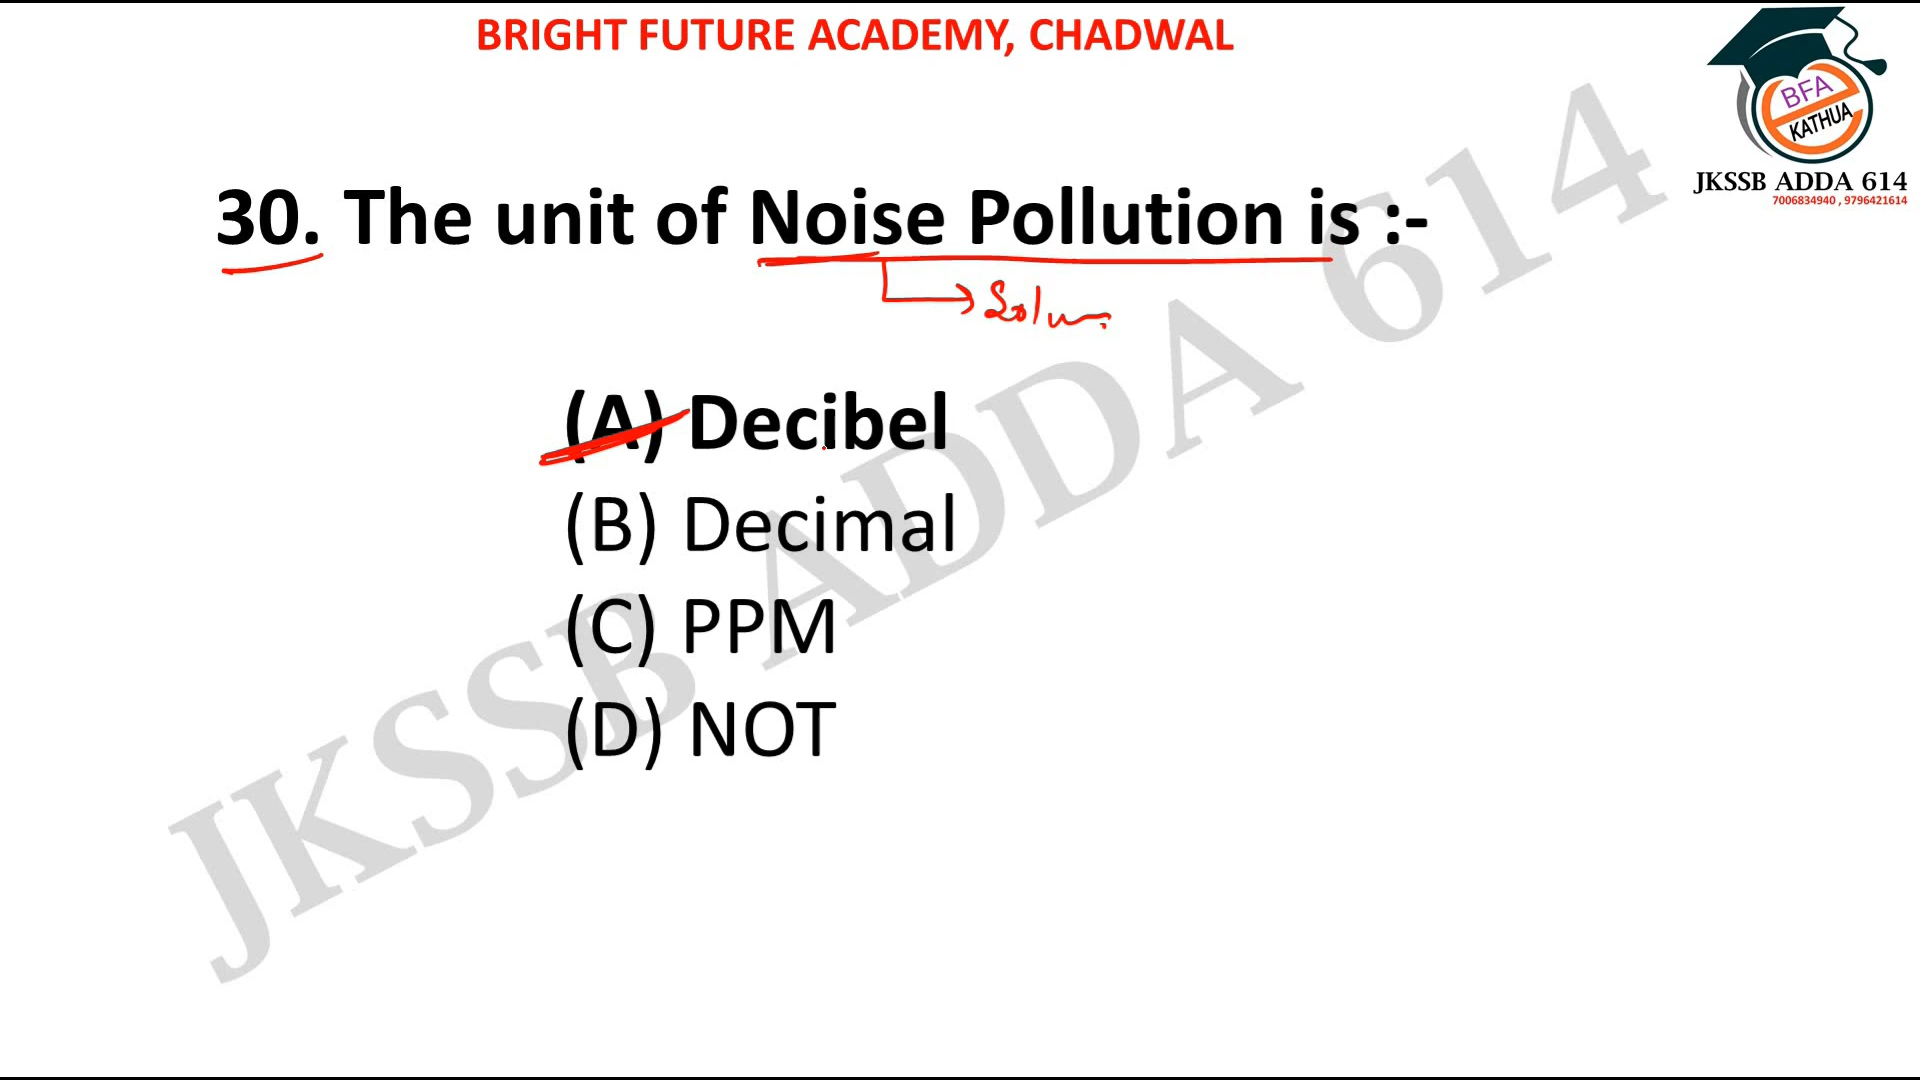 BRIGHT FUTURE ACADEMY, CHADWAL
BFA
KATHUA
JKSSB ADDA 614
7006834940 , 9796421614
30. The unit of Noise Pollution is :-
(A) Decibel
(B) Decimal
(C) PPM
(D) NOT
JKSSB ADDA 614